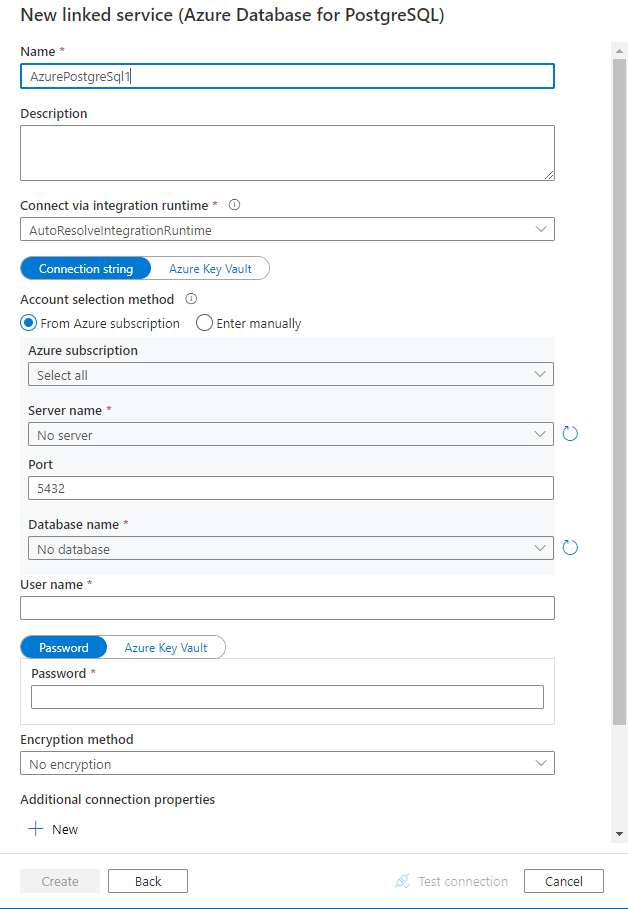 New linked service (Azure Database for PostgreSQL)
Name *
AzurePostgreSql1
Description
Connect via integration runtime *
AutoResolveIntegrationRuntime
Connection string Azure Key Vault
Account selection method
From Azure subscription Enter manually
Azure subscription
Select all
Server name *
No server
Port
5432
Database name *
No database
User name *
Password Azure Key Vault
Password *
Encryption method
No encryption
Additional connection properties
New
Create Back Test connection Cancel